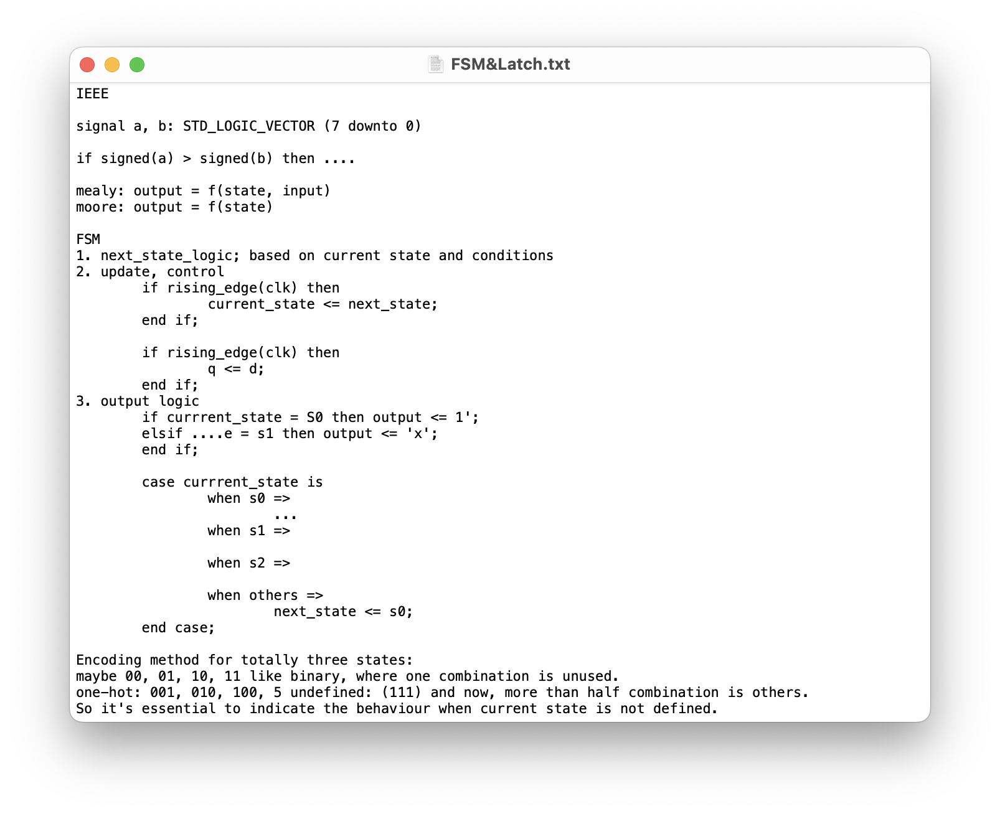 FSM&Latch.txt
IEEE
signal a, b: STD_LOGIC_VECTOR (7 downto 0)
if signed(a) > signed(b) then ....
mealy: output = f(state, input)
moore: output = f(state)
FSM
1. next_state_logic; based on current state and conditions
2. update, control
if rising_edge(clk) then
current_state <= next_state;
end if;
if rising_edge(clk) then
q <= d;
end if;
3. output logic
if currrent_state = S0 then output <= 1';
elsif ....e = s1 then output <= 'x';
end if;
case currrent_state is
when s0 =>
...
when s1 =>
when s2 =>
when others =>
next_state <= s0;
end case;
Encoding method for totally three states:
maybe 00, 01, 10, 11 like binary, where one combination is unused.
one-hot: 001, 010, 100, 5 undefined: (111) and now, more than half combination is others.
So it's essential to indicate the behaviour when current state is not defined.